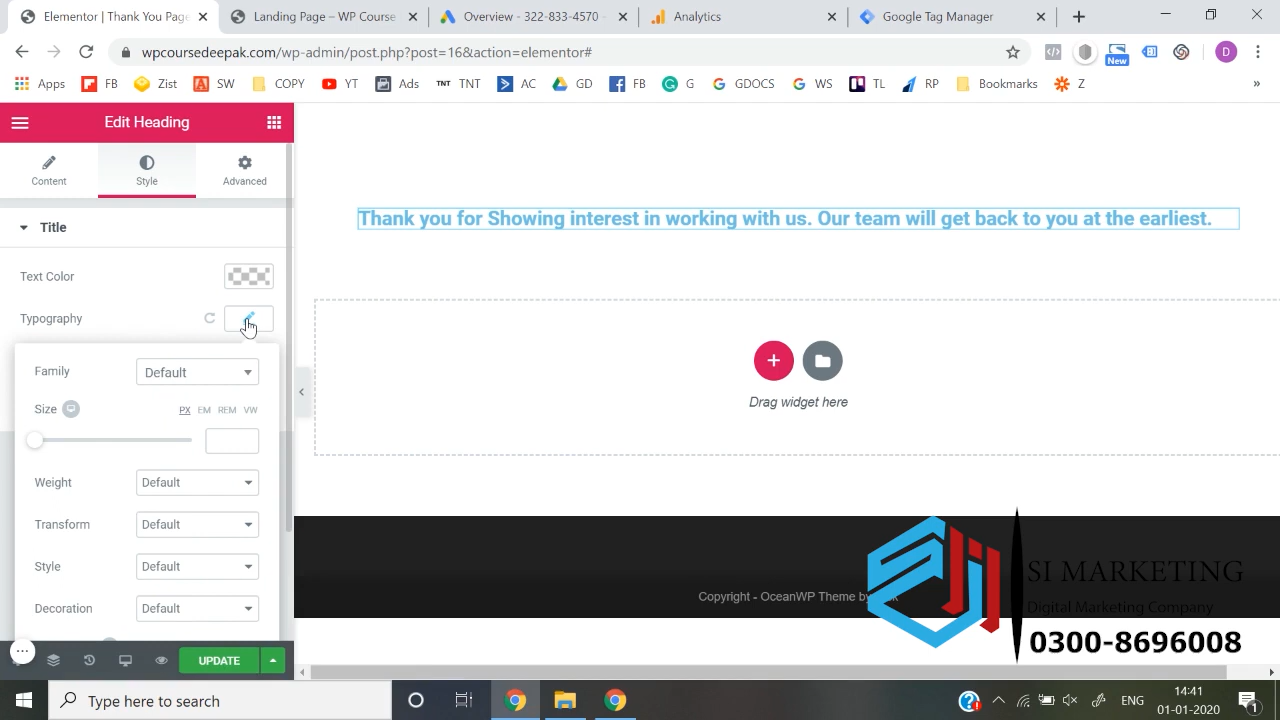 Elementor | Thank You Page
Landing Page – WP Course
Overview - 322-833-4570 -
Analytics
Google Tag Manager
wpcoursedeepak.com/wp-admin/post.php?post=16&action=elementor#
New
D
Apps
FB
Zist
SW
COPY
YT
Ads
TNT TNT
AC
GD
FB
G
GDOCS
WS
TL
RP
Bookmarks
Z
»
Edit Heading
Content
Style
Advanced
Title
Text Color
Typography
Family
Default
Size
PX EM REM VW
Weight
Default
Transform
Default
Style
Default
Decoration
Default
UPDATE
Thank you for Showing interest in working with us. Our team will get back to you at the earliest.
Drag widget here
Copyright - OceanWP Theme by
SI MARKETING
Digital Marketing Company
0300-8696008
Type here to search
ENG
14:41
01-01-2020
1